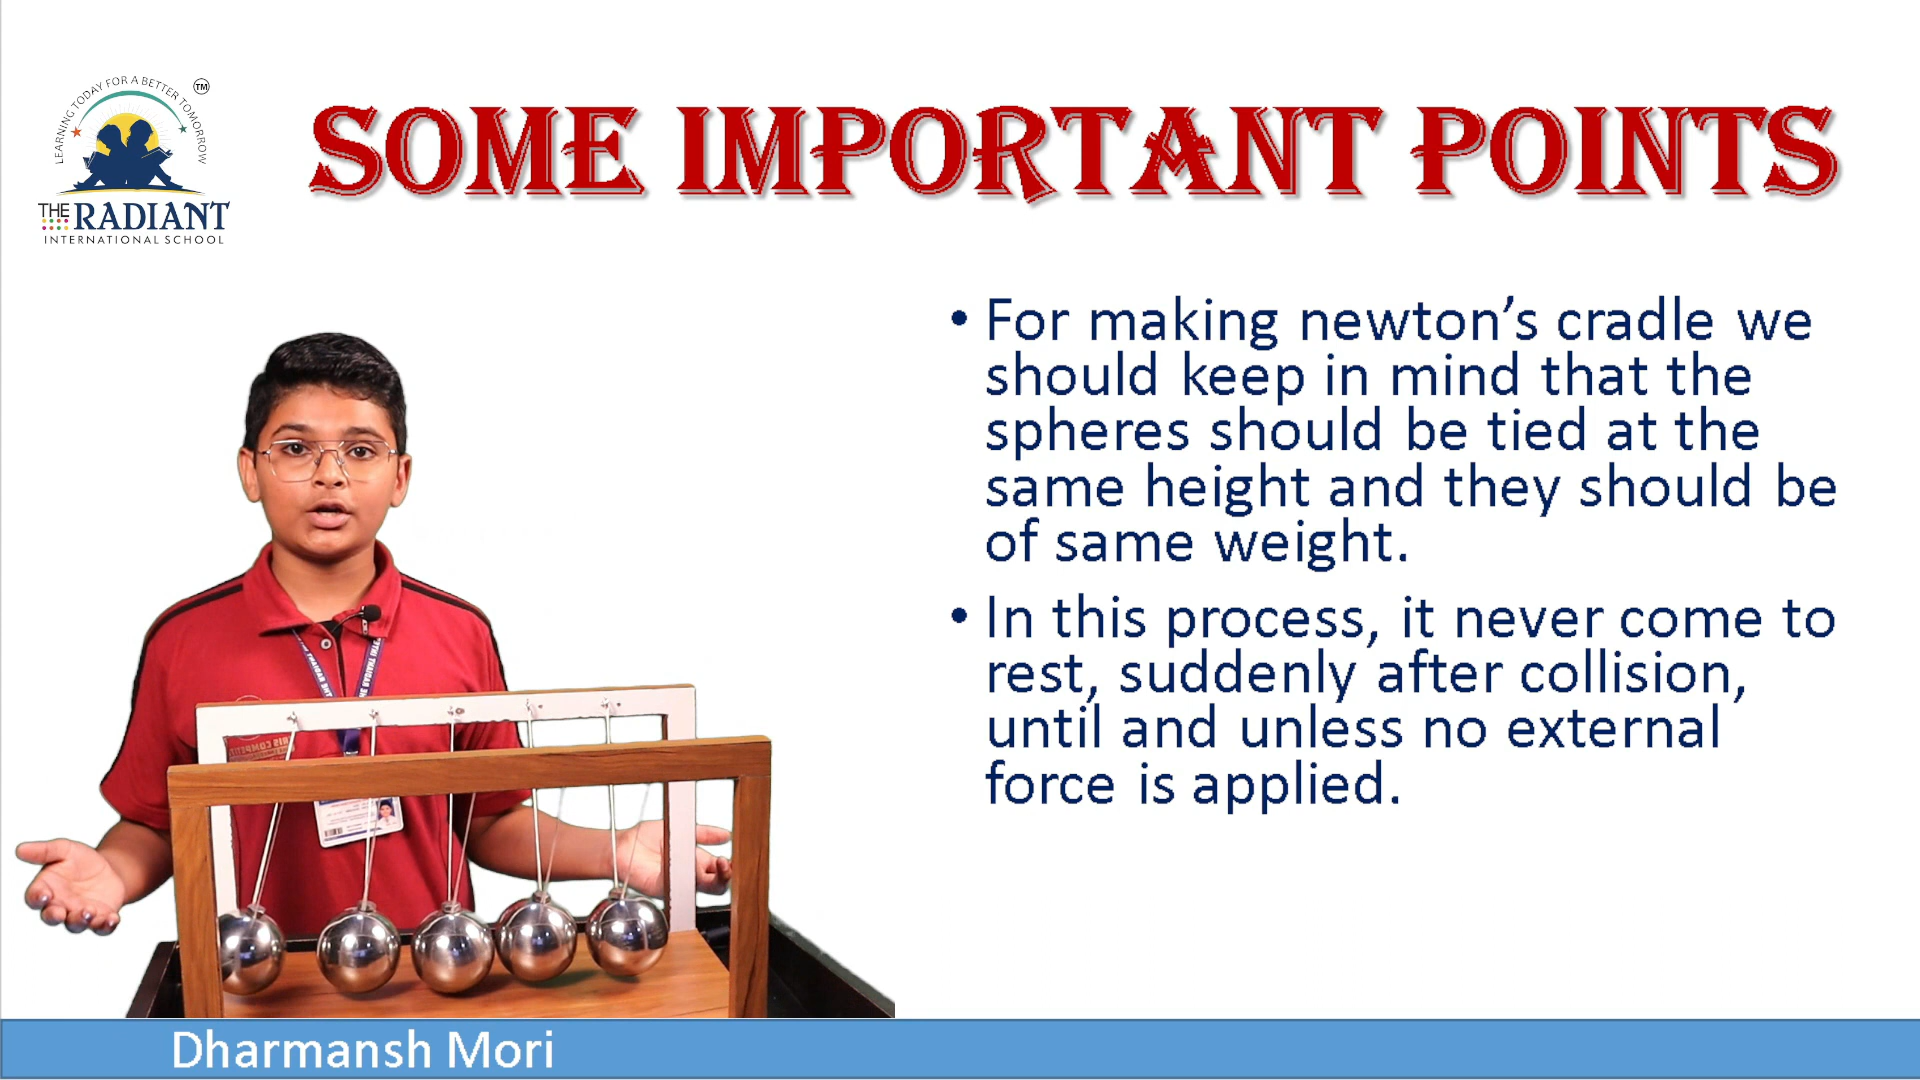 LEARNING TODAY FOR A BETTER TOMORROW
TM
THE RADIANT
INTERNATIONAL SCHOOL
SOME IMPORTANT POINTS
• For making newton’s cradle we
should keep in mind that the
spheres should be tied at the
same height and they should be
of same weight.
• In this process, it never come to
rest, suddenly after collision,
until and unless no external
force is applied.
Dharmansh Mori